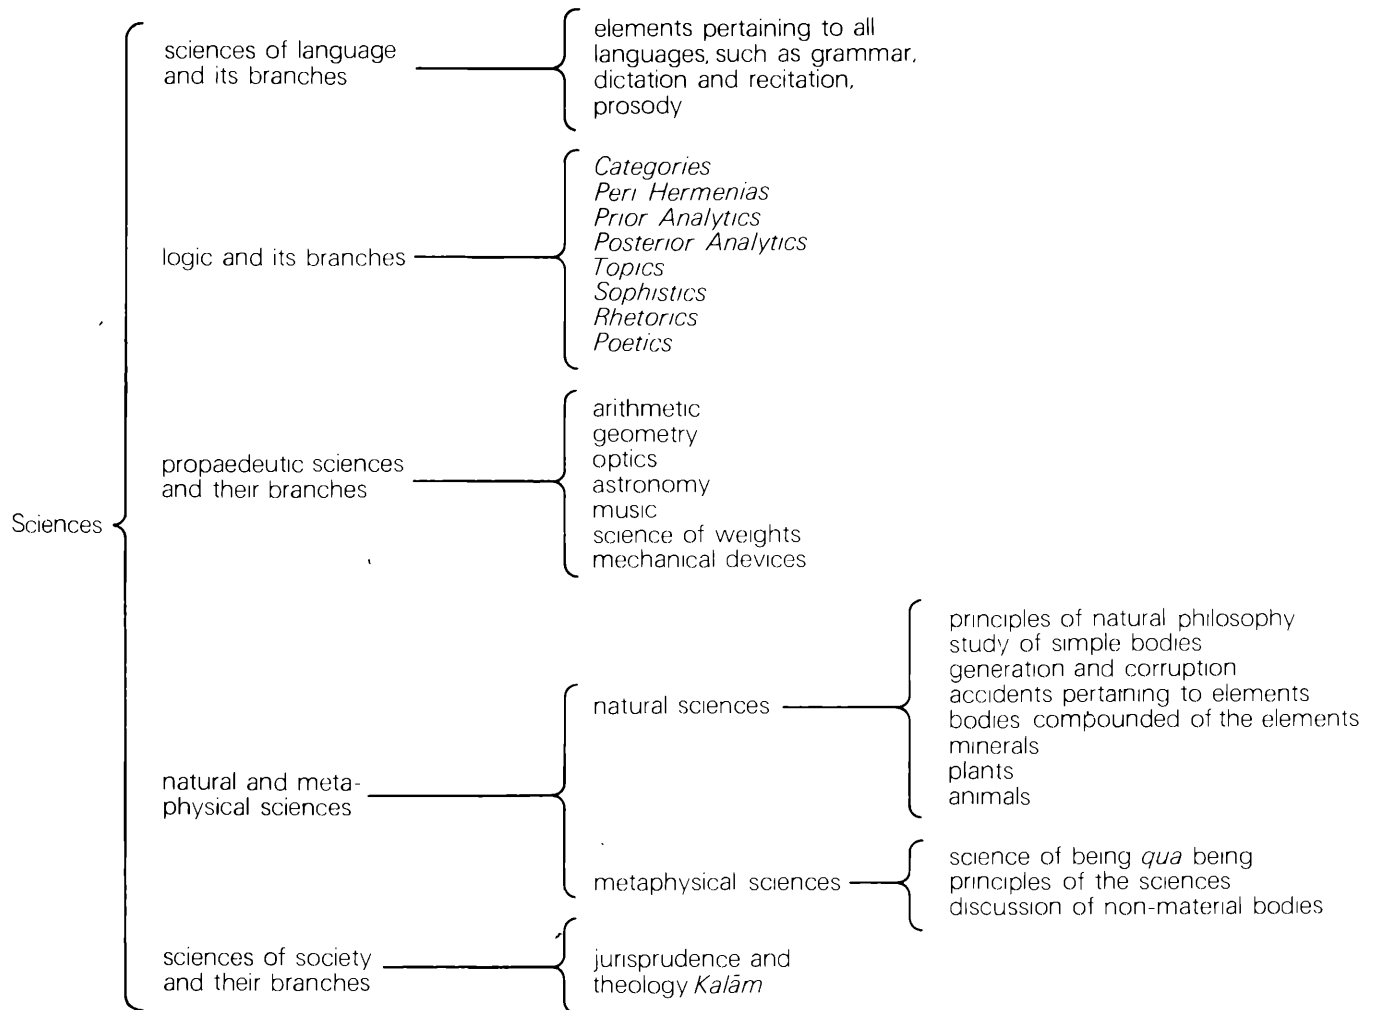 Sciences
sciences of language
and its branches
elements pertaining to all
languages, such as grammar,
dictation and recitation,
prosody
logic and its branches
Categories
Peri Hermenias
Prior Analytics
Posterior Analytics
Topics
Sophistics
Rhetorics
Poetics
propaedeutic sciences
and their branches
arithmetic
geometry
optics
astronomy
music
science of weights
mechanical devices
natural and meta-
physical sciences
natural sciences
principles of natural philosophy
study of simple bodies
generation and corruption
accidents pertaining to elements
bodies compounded of the elements
minerals
plants
animals
metaphysical sciences
science of being qua being
principles of the sciences
discussion of non-material bodies
sciences of society
and their branches
jurisprudence and
theology Kalām